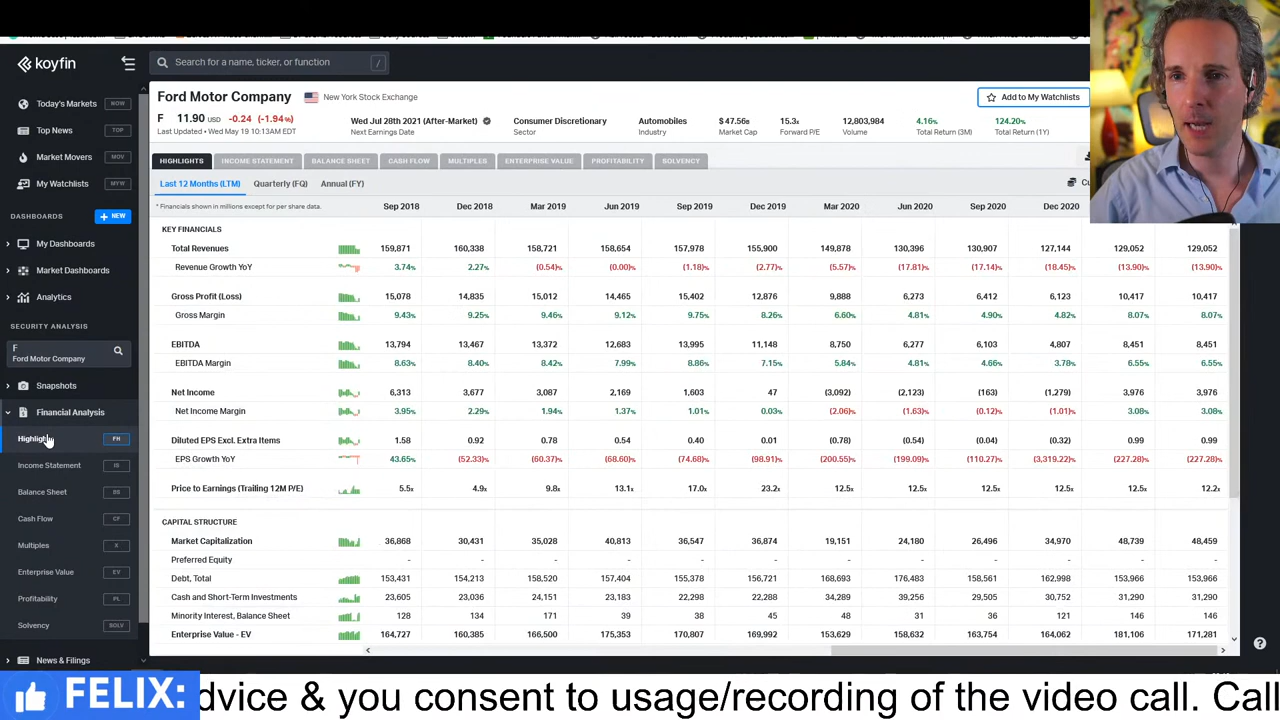 koyfin
Search for a name, ticker, or function /
Today's Markets NOW
Top News TOP
Market Movers MOV
My Watchlists MYW
DASHBOARDS + NEW
My Dashboards
Market Dashboards
Analytics
SECURITY ANALYSIS
F
Ford Motor Company
Snapshots
Financial Analysis
Highlig FH
Income Statement IS
Balance Sheet BS
Cash Flow CF
Multiples X
Enterprise Value EV
Profitability PL
Solvency SOLV
News & Filings
Ford Motor Company New York Stock Exchange Add to My Watchlists
F 11.90 USD -0.24 (-1.94%) Wed Jul 28th 2021 (After-Market) Consumer Discretionary Automobiles $ 47.56B 15.3x 12,803,984 4.16% 124.20%
Last Updated • Wed May 19 10:13AM EDT Next Earnings Date Sector Industry Market Cap Forward P/E Volume Total Return (3M) Total Return (1Y)
HIGHLIGHTS INCOME STATEMENT BALANCE SHEET CASH FLOW MULTIPLES ENTERPRISE VALUE PROFITABILITY SOLVENCY
Last 12 Months (LTM) Quarterly (FQ) Annual (FY) Cu
* Financials shown in millions except for per share data. Sep 2018 Dec 2018 Mar 2019 Jun 2019 Sep 2019 Dec 2019 Mar 2020 Jun 2020 Sep 2020 Dec 2020
KEY FINANCIALS
Total Revenues 159,871 160,338 158,721 158,654 157,978 155,900 149,878 130,396 130,907 127,144 129,052 129,052
Revenue Growth YoY 3.74% 2.27% (0.54)% (0.00)% (1.18)% (2.77)% (5.57)% (17.81)% (17.14)% (18.45)% (13.90)% (13.90)%
Gross Profit (Loss) 15,078 14,835 15,012 14,465 15,402 12,876 9,888 6,273 6,412 6,123 10,417 10,417
Gross Margin 9.43% 9.25% 9.46% 9.12% 9.75% 8.26% 6.60% 4.81% 4.90% 4.82% 8.07% 8.07%
EBITDA 13,794 13,467 13,372 12,683 13,995 11,148 8,750 6,277 6,103 4,807 8,451 8,451
EBITDA Margin 8.63% 8.40% 8.42% 7.99% 8.86% 7.15% 5.84% 4.81% 4.66% 3.78% 6.55% 6.55%
Net Income 6,313 3,677 3,087 2,169 1,603 47 (3,092) (2,123) (163) (1,279) 3,976 3,976
Net Income Margin 3.95% 2.29% 1.94% 1.37% 1.01% 0.03% (2.06)% (1.63)% (0.12)% (1.01)% 3.08% 3.08%
Diluted EPS Excl. Extra Items 1.58 0.92 0.78 0.54 0.40 0.01 (0.78) (0.54) (0.04) (0.32) 0.99 0.99
EPS Growth YoY 43.65% (52.33)% (60.37)% (68.60)% (74.68)% (98.91)% (200.55)% (199.09)% (110.27)% (3,319.22)% (227.28)% (227.28)%
Price to Earnings (Trailing 12M P/E) 5.5x 4.9x 9.8x 13.1x 17.0x 23.2x 12.5x 12.5x 12.5x 12.5x 12.5x 12.2x
CAPITAL STRUCTURE
Market Capitalization 36,868 30,431 35,028 40,813 36,547 36,874 19,151 24,180 26,496 34,970 48,739 48,459
Preferred Equity - - - - - - - - - - - -
Debt, Total 153,431 154,213 158,520 157,404 155,378 156,721 168,693 176,483 158,561 162,998 153,966 153,966
Cash and Short-Term Investments 23,605 23,036 24,151 23,183 22,298 22,288 34,289 39,256 29,505 30,752 31,290 31,290
Minority Interest, Balance Sheet 128 134 171 39 38 45 48 31 36 121 146 146
Enterprise Value - EV 164,727 160,385 166,500 175,353 170,807 169,992 153,629 158,632 163,754 164,062 181,106 171,281
FELIX: dvice & you consent to usage/recording of the video call. Call